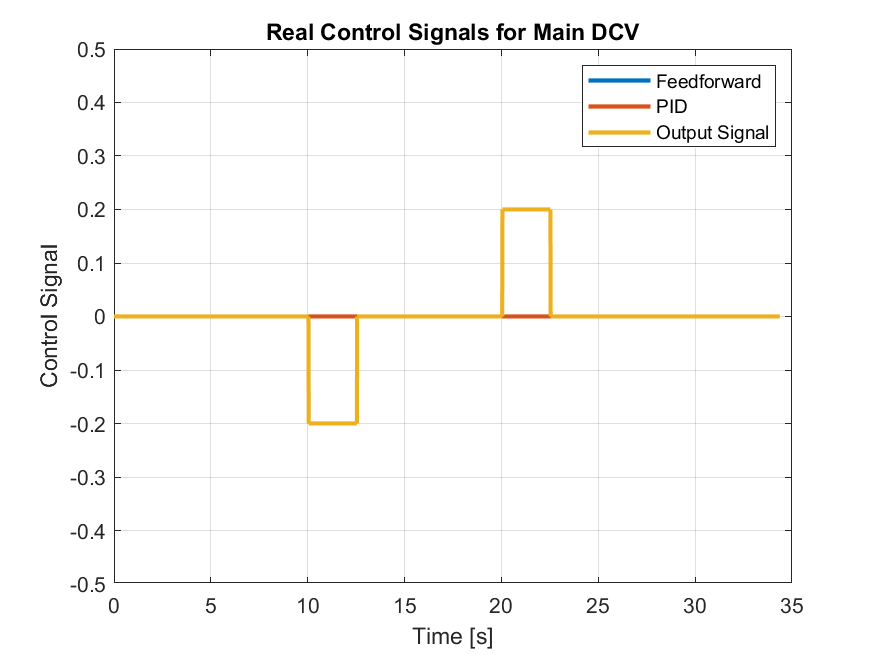 Real Control Signals for Main DCV
0.5
0.4
0.3
0.2
0.1
0
-0.1
-0.2
-0.3
-0.4
-0.5
Control Signal
Feedforward
PID
Output Signal
0 5 10 15 20 25 30 35
Time [s]